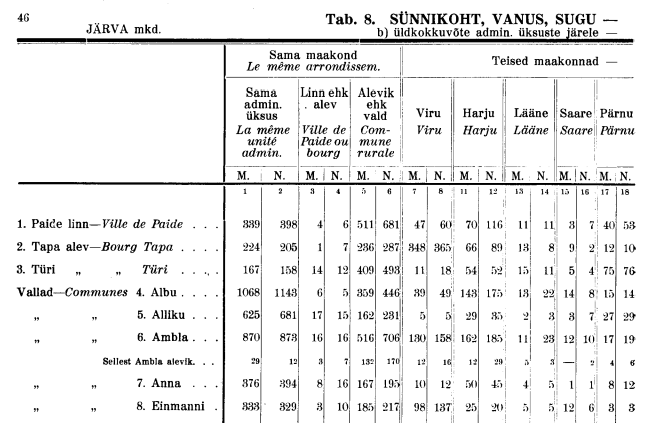 46
JÄRVA mkd.
Tab. 8. SÜNNIKOHT, VANUS, SUGU —
b) üldkokkuvõte admin. üksuste järele —
Sama maakond Teised maakonnad —
Le même arrondissem.
Sama admin. üksus La même unité admin. Linn ehk alev Ville de Paide ou bourg Alevik ehk vald Commune rurale Viru Viru Harju Harju Lääne Lääne Saare Saare Pärnu Pärnu
M. N. M. N. M. N. M. N. M. N. M. N. M. N. M. N.
1 2 3 4 5 6 7 8 11 12 13 14 15 16 17 18
1. Paide linn—Ville de Paide . . . 339 398 4 6 511 681 47 60 70 116 11 11 3 7 40 53
2. Tapa alev—Bourg Tapa . . . . 224 205 1 7 236 287 348 365 66 89 13 8 9 2 12 10
3. Türi „ „ Türi . . . . 167 158 14 12 409 493 11 18 54 52 15 11 5 4 75 76
Vallad—Communes 4. Albu . . . . 1068 1143 6 5 359 446 39 49 143 175 13 22 14 8 15 14
„ „ 5. Alliku . . . 625 681 17 15 162 231 5 5 29 35 2 3 3 7 27 29
„ „ 6. Ambla . . . 870 873 16 16 516 706 130 158 162 185 11 23 12 10 17 19
Sellest Ambla alevik. . . 29 12 3 7 132 170 12 16 12 29 5 3 — 2 4 6
„ „ 7. Anna . . . 376 394 8 16 167 195 10 12 50 45 4 5 1 1 8 12
„ „ 8. Einmanni . 333 329 3 10 185 217 98 137 25 20 5 5 12 6 3 3